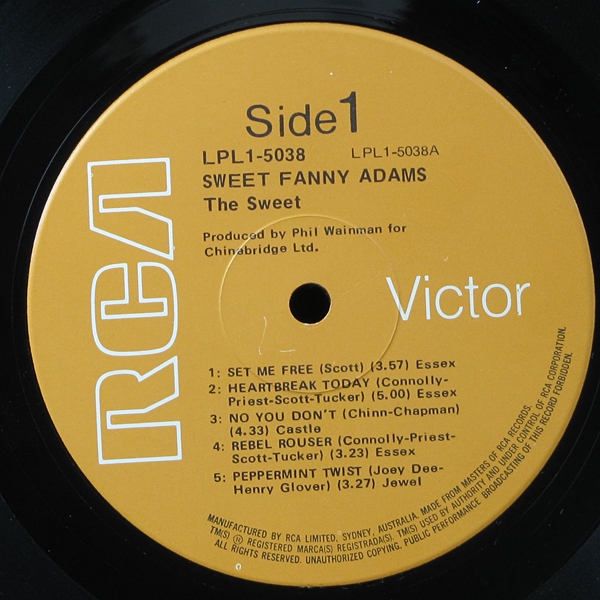 Side 1
LPL1-5038 LPL1-5038A
SWEET FANNY ADAMS
The Sweet
Produced by Phil Wainman for
Chinnbridge Ltd.
RCA
Victor
1: SET ME FREE (Scott) (3.57) Essex
2: HEARTBREAK TODAY (Connolly-
Priest-Scott-Tucker) (5.00) Essex
3: NO YOU DON'T (Chinn-Chapman)
(4.33) Castle
4: REBEL ROUSER (Connolly-Priest-
Scott-Tucker) (3.23) Essex
5: PEPPERMINT TWIST (Joey Dee-
Henry Glover) (3.27) Jewel
MANUFACTURED BY RCA LIMITED, SYDNEY, AUSTRALIA. MADE FROM MASTERS OF RCA RECORDS.
TM(S) ® REGISTERED MARCA(S) REGISTRADA(S). TM(S) USED BY AUTHORITY AND UNDER CONTROL OF RCA CORPORATION.
ALL RIGHTS RESERVED. UNAUTHORIZED COPYING, PUBLIC PERFORMANCE BROADCASTING OF THIS RECORD FORBIDDEN.